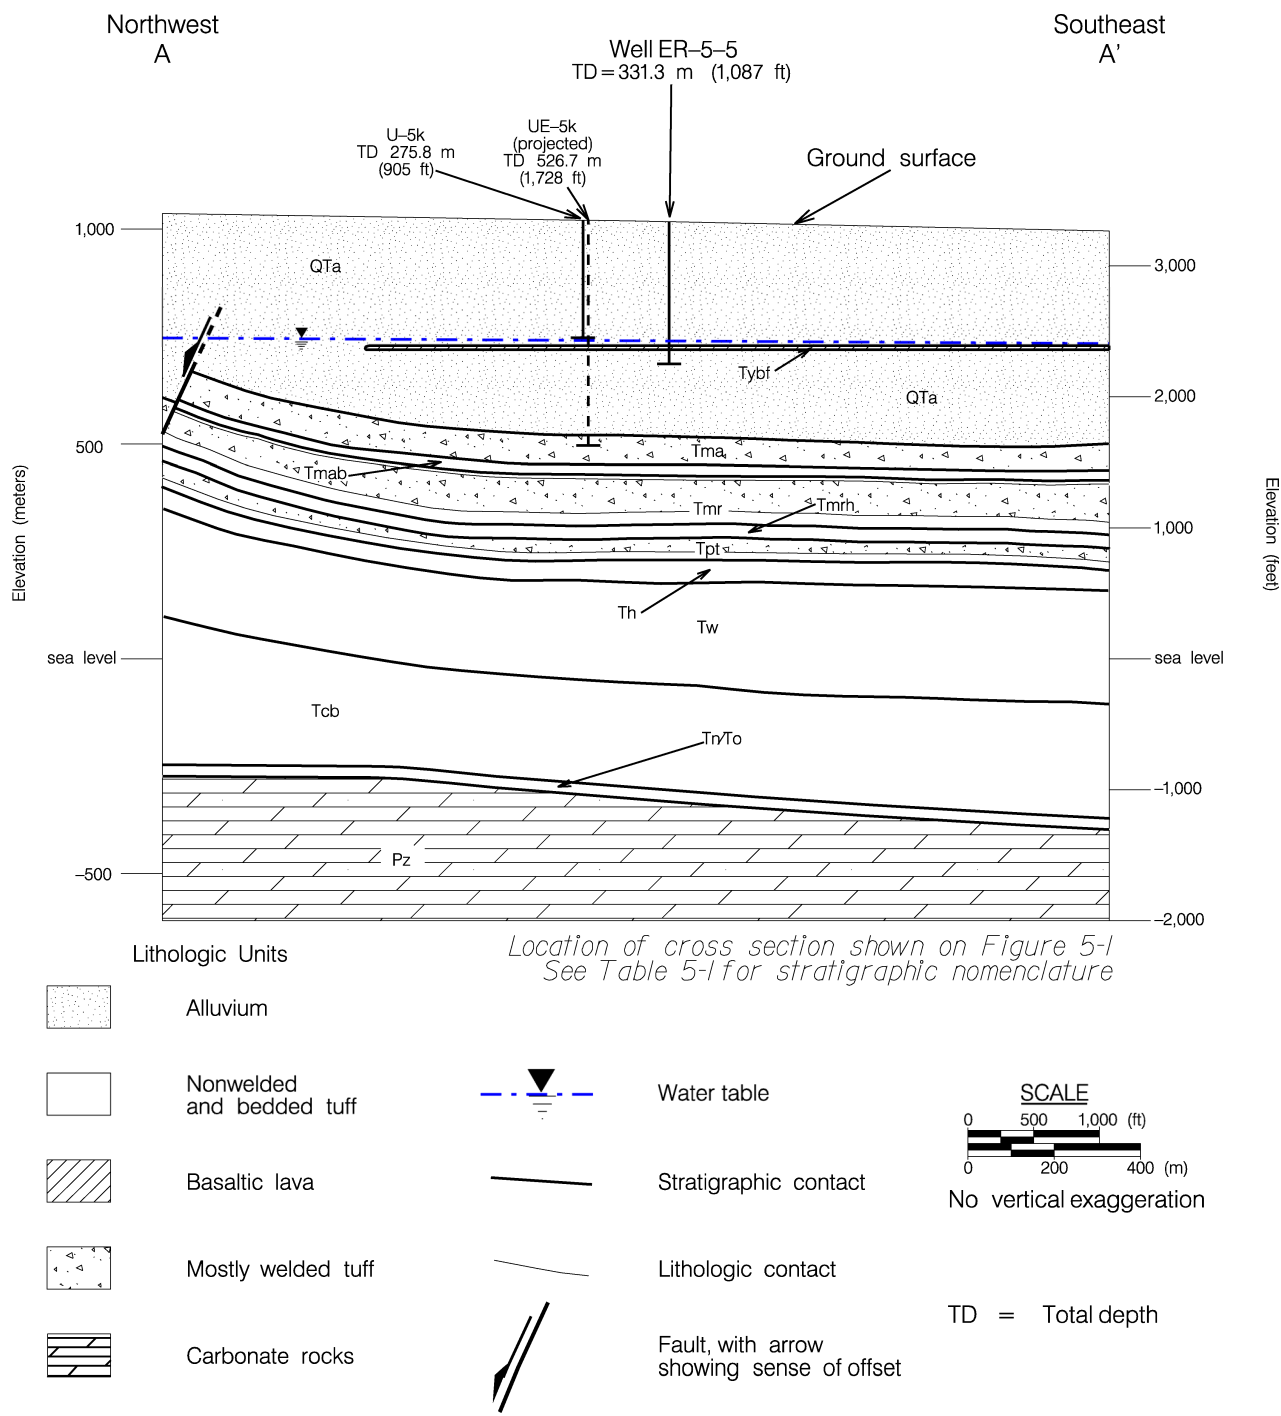 Northwest
A
Southeast
A'
Well ER–5–5
TD = 331.3 m (1,087 ft)
U–5k
TD 275.8 m
(905 ft)
UE–5k
(projected)
TD 526.7 m
(1,728 ft)
Ground surface
1,000
500
sea level
–500
Elevation (meters)
3,000
2,000
1,000
sea level
–1,000
–2,000
Elevation (feet)
QTa
Tybf
QTa
Tma
Tmab
Tmr
Tmrh
Tpt
Th
Tw
Tcb
Tn/To
Pz
Location of cross section shown on Figure 5-1
See Table 5-1 for stratigraphic nomenclature
Lithologic Units
Alluvium
Nonwelded
and bedded tuff
Basaltic lava
Mostly welded tuff
Carbonate rocks
Water table
Stratigraphic contact
Lithologic contact
Fault, with arrow
showing sense of offset
SCALE
0 500 1,000 (ft)
0 200 400 (m)
No vertical exaggeration
TD = Total depth